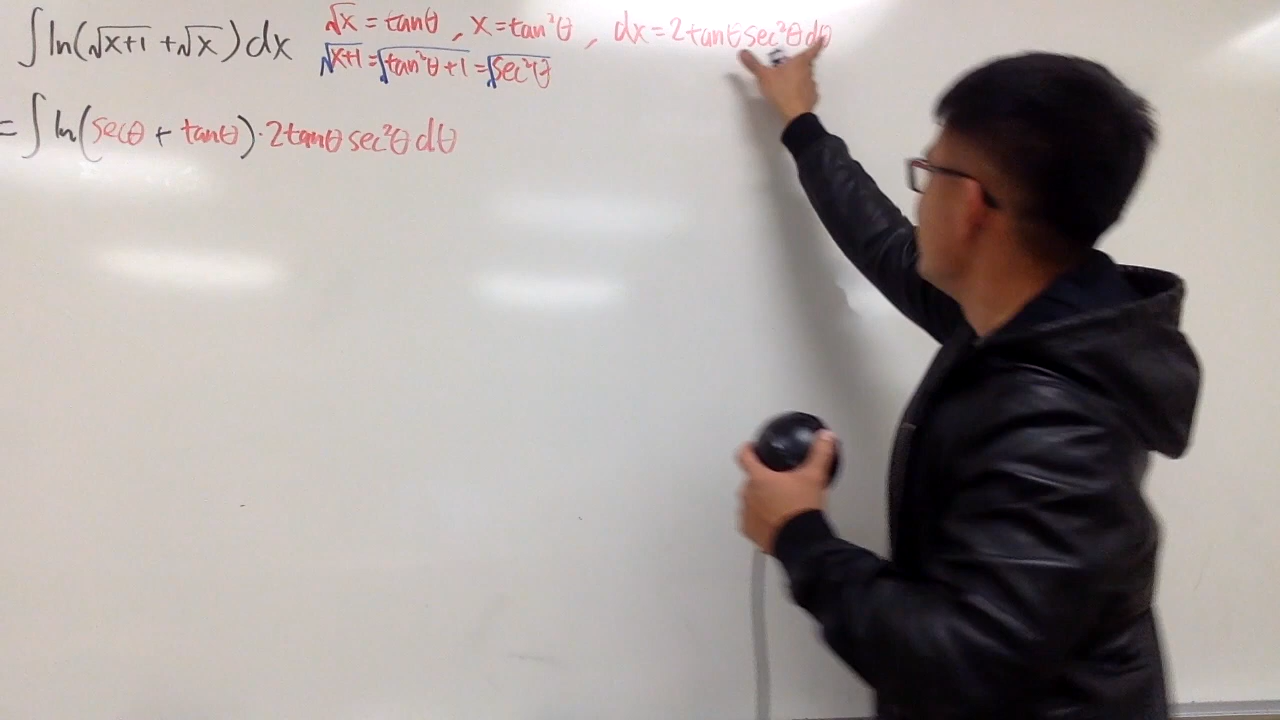 ∫ln(√x+1 + √x)dx √x = tanθ , x = tan²θ , dx = 2tanθ sec²θ dθ
√x+1 = √tan²θ + 1 = √sec²θ
= ∫ln(secθ + tanθ)·2tanθ sec²θ dθ